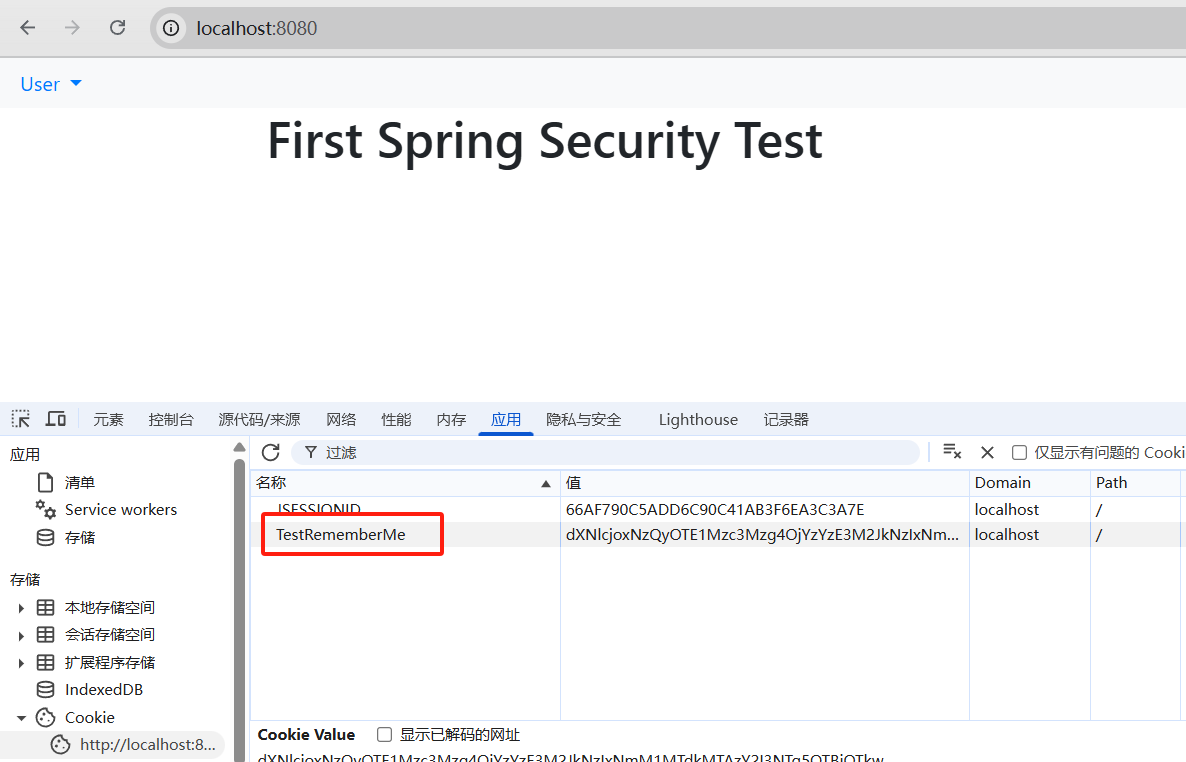 localhost:8080
User
First Spring Security Test
元素 控制台 源代码/来源 网络 性能 内存 应用 隐私与安全 Lighthouse 记录器
应用
过滤
仅显示有问题的 Cooki
清单
Service workers
存储
名称 值 Domain Path
JSESSIONID 66AF790C5ADD6C90C41AB3F6EA3C3A7E localhost /
TestRememberMe dXNlcjoxNzQyOTE1Mzc3Mzg4OjYzYzE3M2JkNzIxNm... localhost /
存储
本地存储空间
会话存储空间
扩展程序存储
IndexedDB
Cookie
http://localhost:8...
Cookie Value 显示已解码的网址